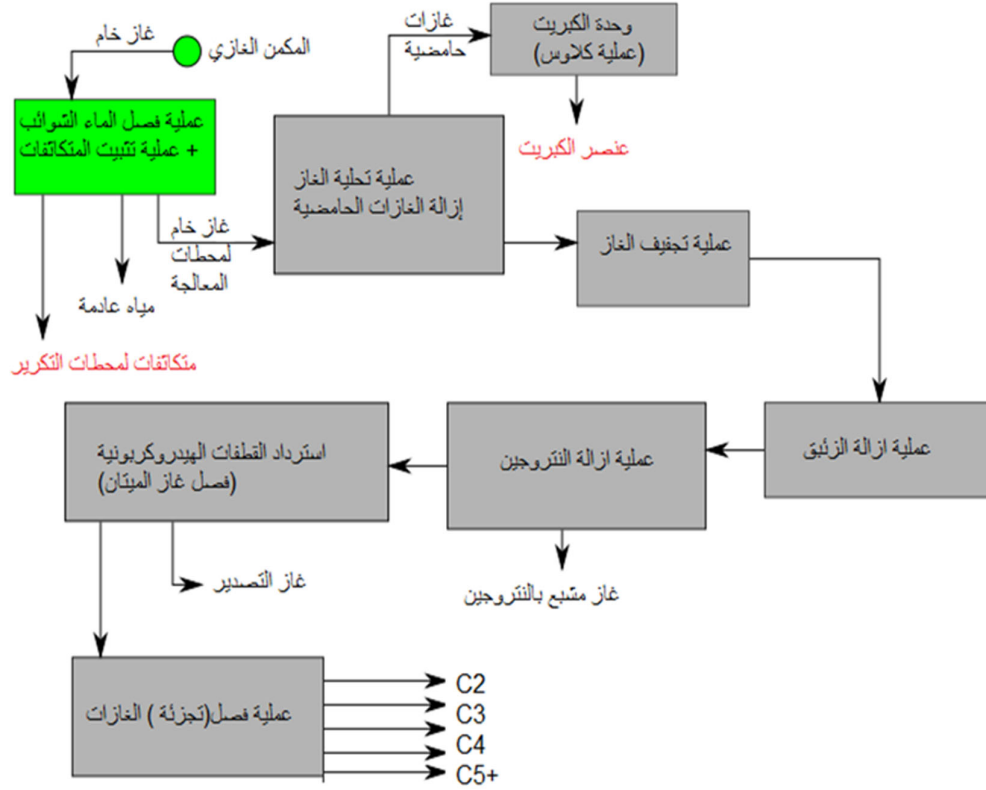 غاز خام
المكمن الغازي
عملية فصل الماء الشوائب
+ عملية تثبيت المتكاثفات
غاز خام
لمحطات
المعالجة
مياه عادمة
متكاثفات لمحطات التكرير
غازات
حامضية
وحدة الكبريت
(عملية كلاوس)
عنصر الكبريت
عملية تحلية الغاز
إزالة الغازات الحامضية
عملية تجفيف الغاز
عملية ازالة الزئبق
عملية ازالة النتروجين
غاز مشبع بالنتروجين
استرداد القطفات الهيدروكربونية
(فصل غاز الميتان)
غاز التصدير
عملية فصل(تجزئة ) الغازات
C2
C3
C4
C5+